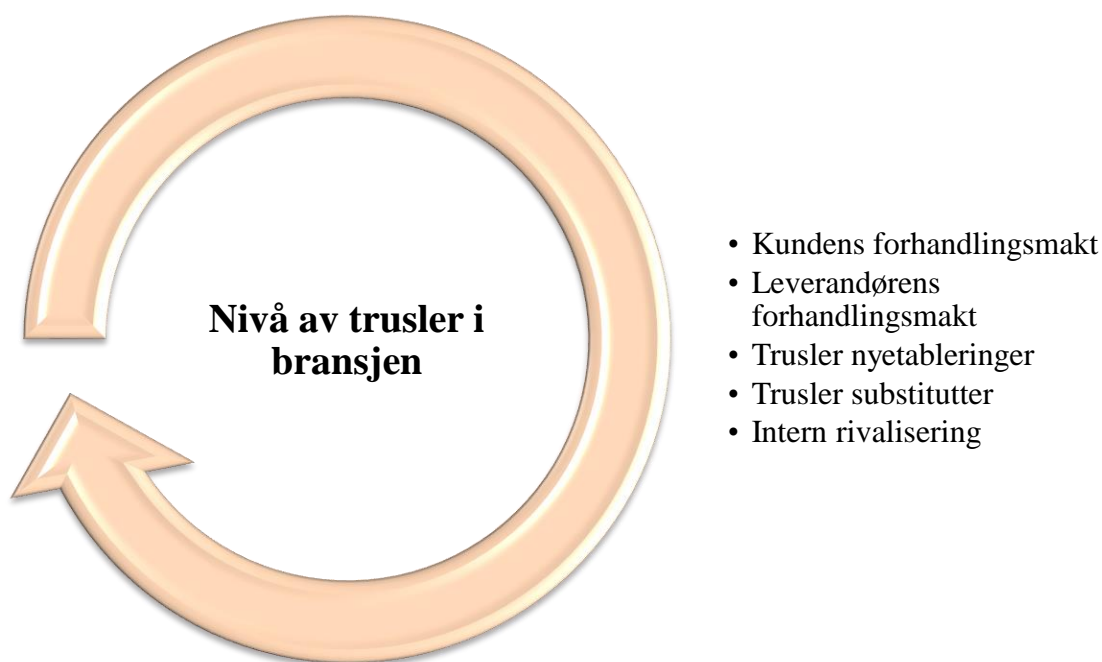 Nivå av trusler i
bransjen
• Kundens forhandlingsmakt
• Leverandørens
forhandlingsmakt
• Trusler nyetableringer
• Trusler substitutter
• Intern rivalisering